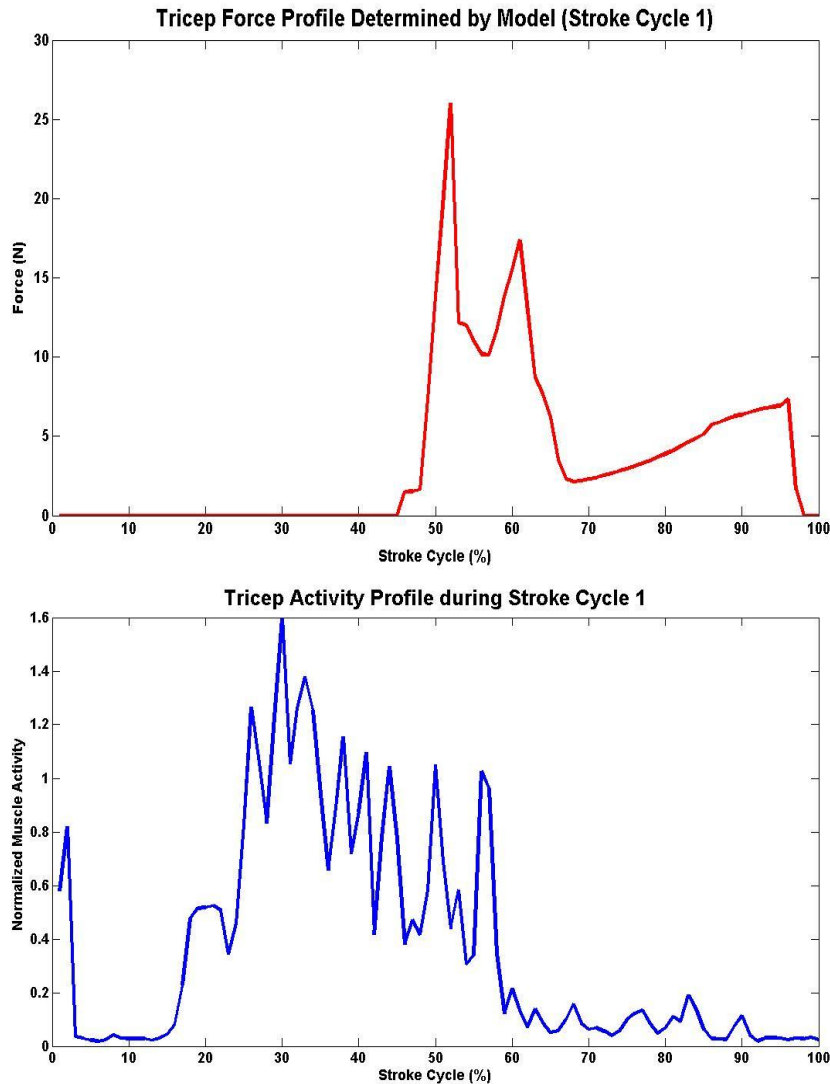 Tricep Force Profile Determined by Model (Stroke Cycle 1)
30
25
20
15
10
5
0
Force (N)
0 10 20 30 40 50 60 70 80 90 100
Stroke Cycle (%)
Tricep Activity Profile during Stroke Cycle 1
1.6
1.4
1.2
1
0.8
0.6
0.4
0.2
0
Normalized Muscle Activity
0 10 20 30 40 50 60 70 80 90 100
Stroke Cycle (%)